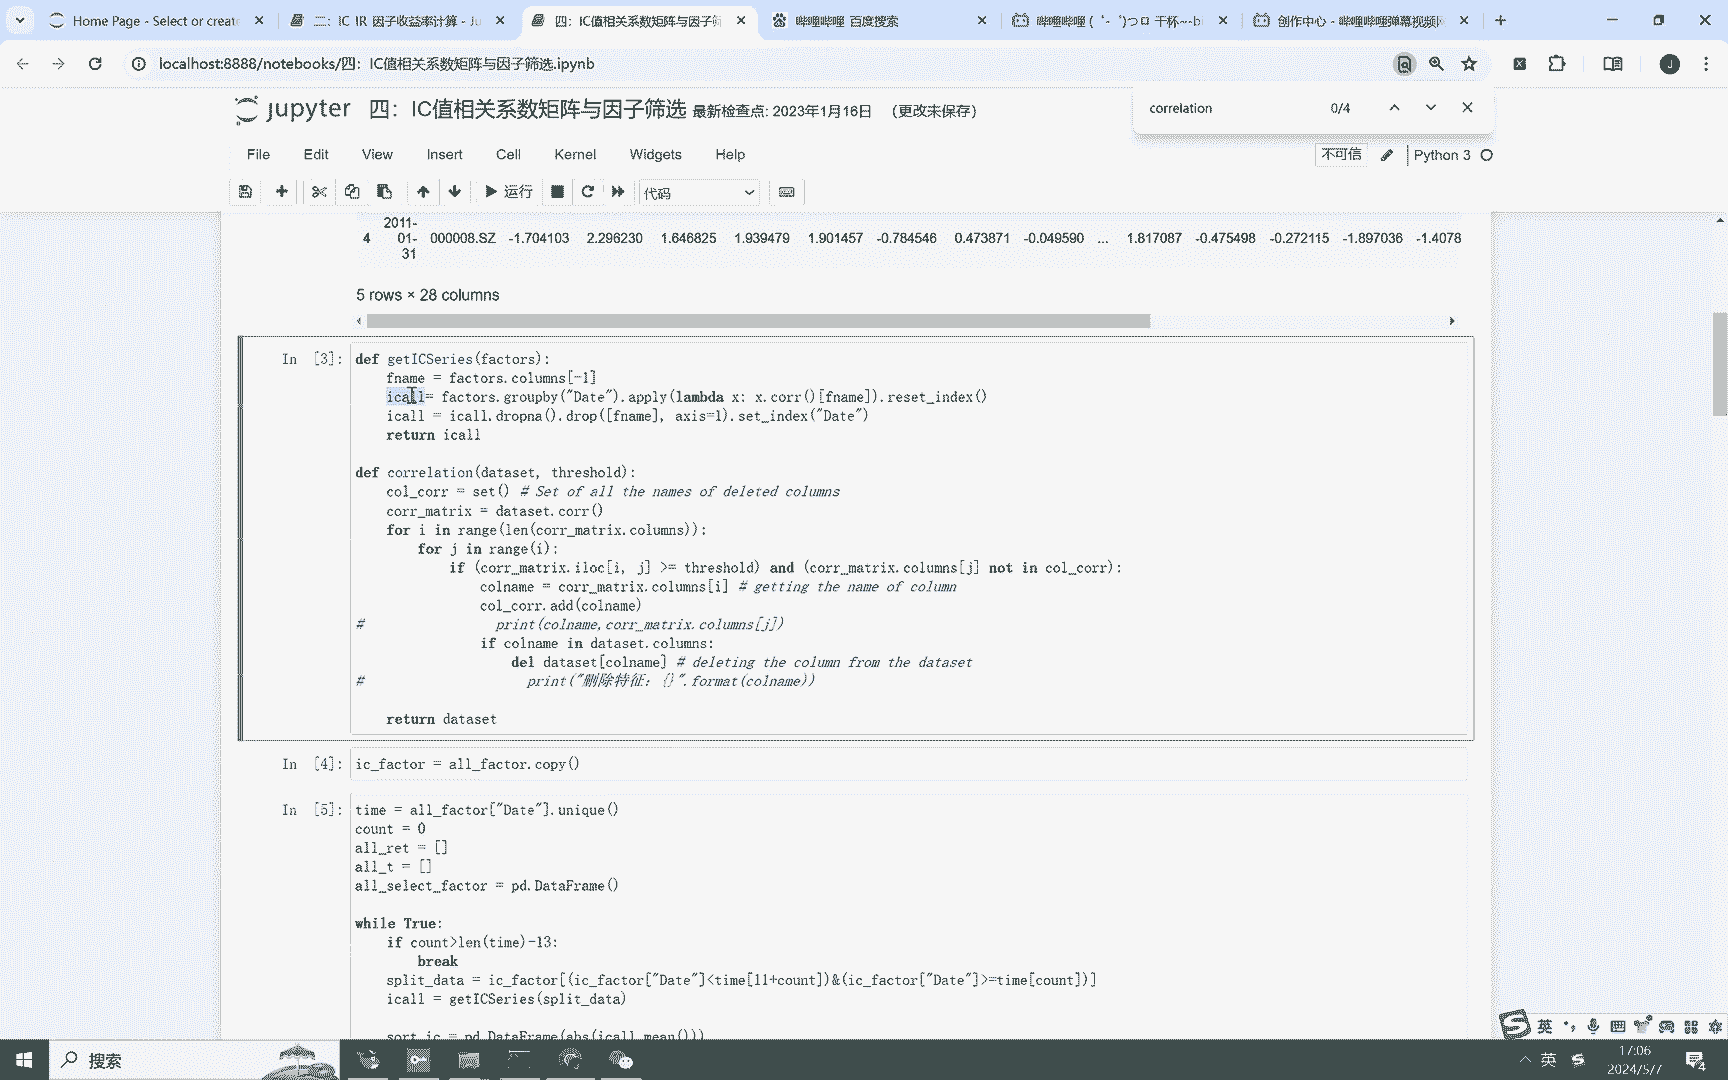 Home Page - Select or create
二：IC IR 因子收益率计算 - Ju
四：IC值相关系数矩阵与因子筛
哔哩哔哩_百度搜索
哔哩哔哩 (゜-゜)つロ 干杯~-bi
创作中心 - 哔哩哔哩弹幕视频网
localhost:8888/notebooks/四：IC值相关系数矩阵与因子筛选.ipynb
correlation 0/4
jupyter 四：IC值相关系数矩阵与因子筛选 最新检查点: 2023年1月16日 (更改未保存)
File Edit View Insert Cell Kernel Widgets Help
不可信 Python 3
运行 代码
2011-
4 01- 000008.SZ -1.704103 2.296230 1.646825 1.939479 1.901457 -0.784546 0.473871 -0.049590 ... 1.817087 -0.475498 -0.272115 -1.897036 -1.4078
31
5 rows × 28 columns
In [3]: def getICSeries(factors):
fname = factors.columns[-1]
icall= factors.groupby("Date").apply(lambda x: x.corr()[fname]).reset_index()
icall = icall.dropna().drop([fname], axis=1).set_index("Date")
return icall
def correlation(dataset, threshold):
col_corr = set() # Set of all the names of deleted columns
corr_matrix = dataset.corr()
for i in range(len(corr_matrix.columns)):
for j in range(i):
if (corr_matrix.iloc[i, j] >= threshold) and (corr_matrix.columns[j] not in col_corr):
colname = corr_matrix.columns[i] # getting the name of column
col_corr.add(colname)
# print(colname,corr_matrix.columns[j])
if colname in dataset.columns:
del dataset[colname] # deleting the column from the dataset
# print("删除特征: {}".format(colname))
return dataset
In [4]: ic_factor = all_factor.copy()
In [5]: time = all_factor["Date"].unique()
count = 0
all_ret = []
all_t = []
all_select_factor = pd.DataFrame()
while True:
if count>len(time)-13:
break
split_data = ic_factor[(ic_factor["Date"]<time[11+count])&(ic_factor["Date"]>=time[count])]
icall = getICSeries(split_data)
sort_ic = pd.DataFrame(abs(icall.mean()))
英
搜索
英
17:06
2024/5/7
4